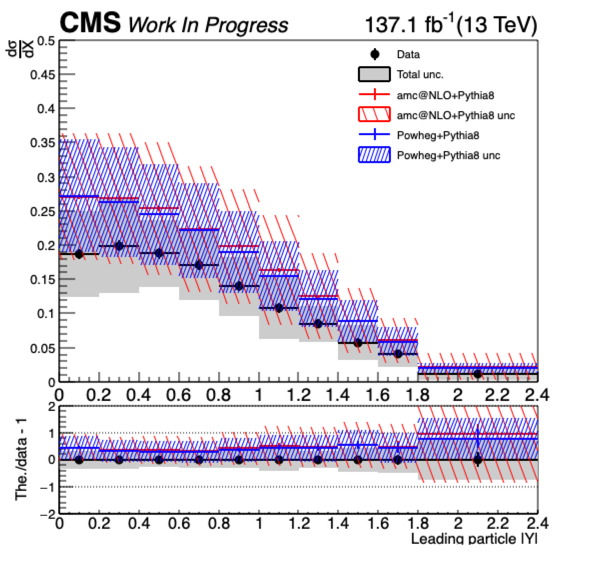 CMS Work In Progress 137.1 fb⁻¹(13 TeV)
dσ
dX
0.5
0.45
0.4
0.35
0.3
0.25
0.2
0.15
0.1
0.05
0
Data
Total unc.
amc@NLO+Pythia8
amc@NLO+Pythia8 unc
Powheg+Pythia8
Powheg+Pythia8 unc
0 0.2 0.4 0.6 0.8 1 1.2 1.4 1.6 1.8 2 2.2 2.4
The./data - 1
2
1
0
−1
−2
0 0.2 0.4 0.6 0.8 1 1.2 1.4 1.6 1.8 2 2.2 2.4
Leading particle |Y|